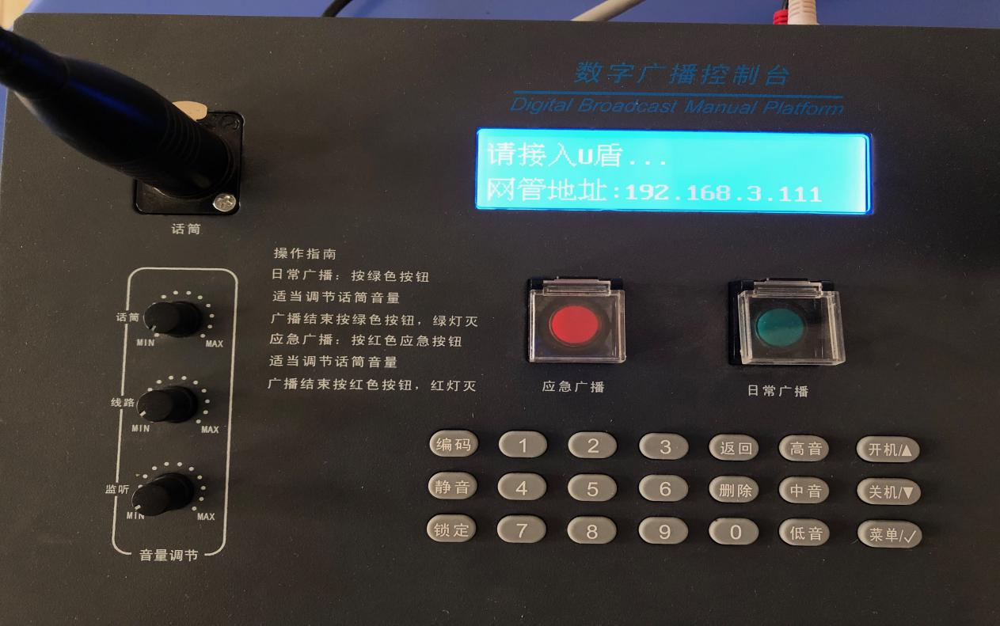 数字广播控制台
Digital Broadcast Manual Platform
请接入U盾...
网管地址:192.168.3.111
话筒
操作指南
日常广播：按绿色按钮
适当调节话筒音量
广播结束按绿色按钮，绿灯灭
应急广播：按红色应急按钮
适当调节话筒音量
广播结束按红色按钮，红灯灭
话筒
MIN MAX
线路
MIN MAX
监听
MIN MAX
音量调节
应急广播 日常广播
编码 1 2 3 返回 高音 开机/▲
静音 4 5 6 删除 中音 关机/▼
锁定 7 8 9 0 低音 菜单/✓